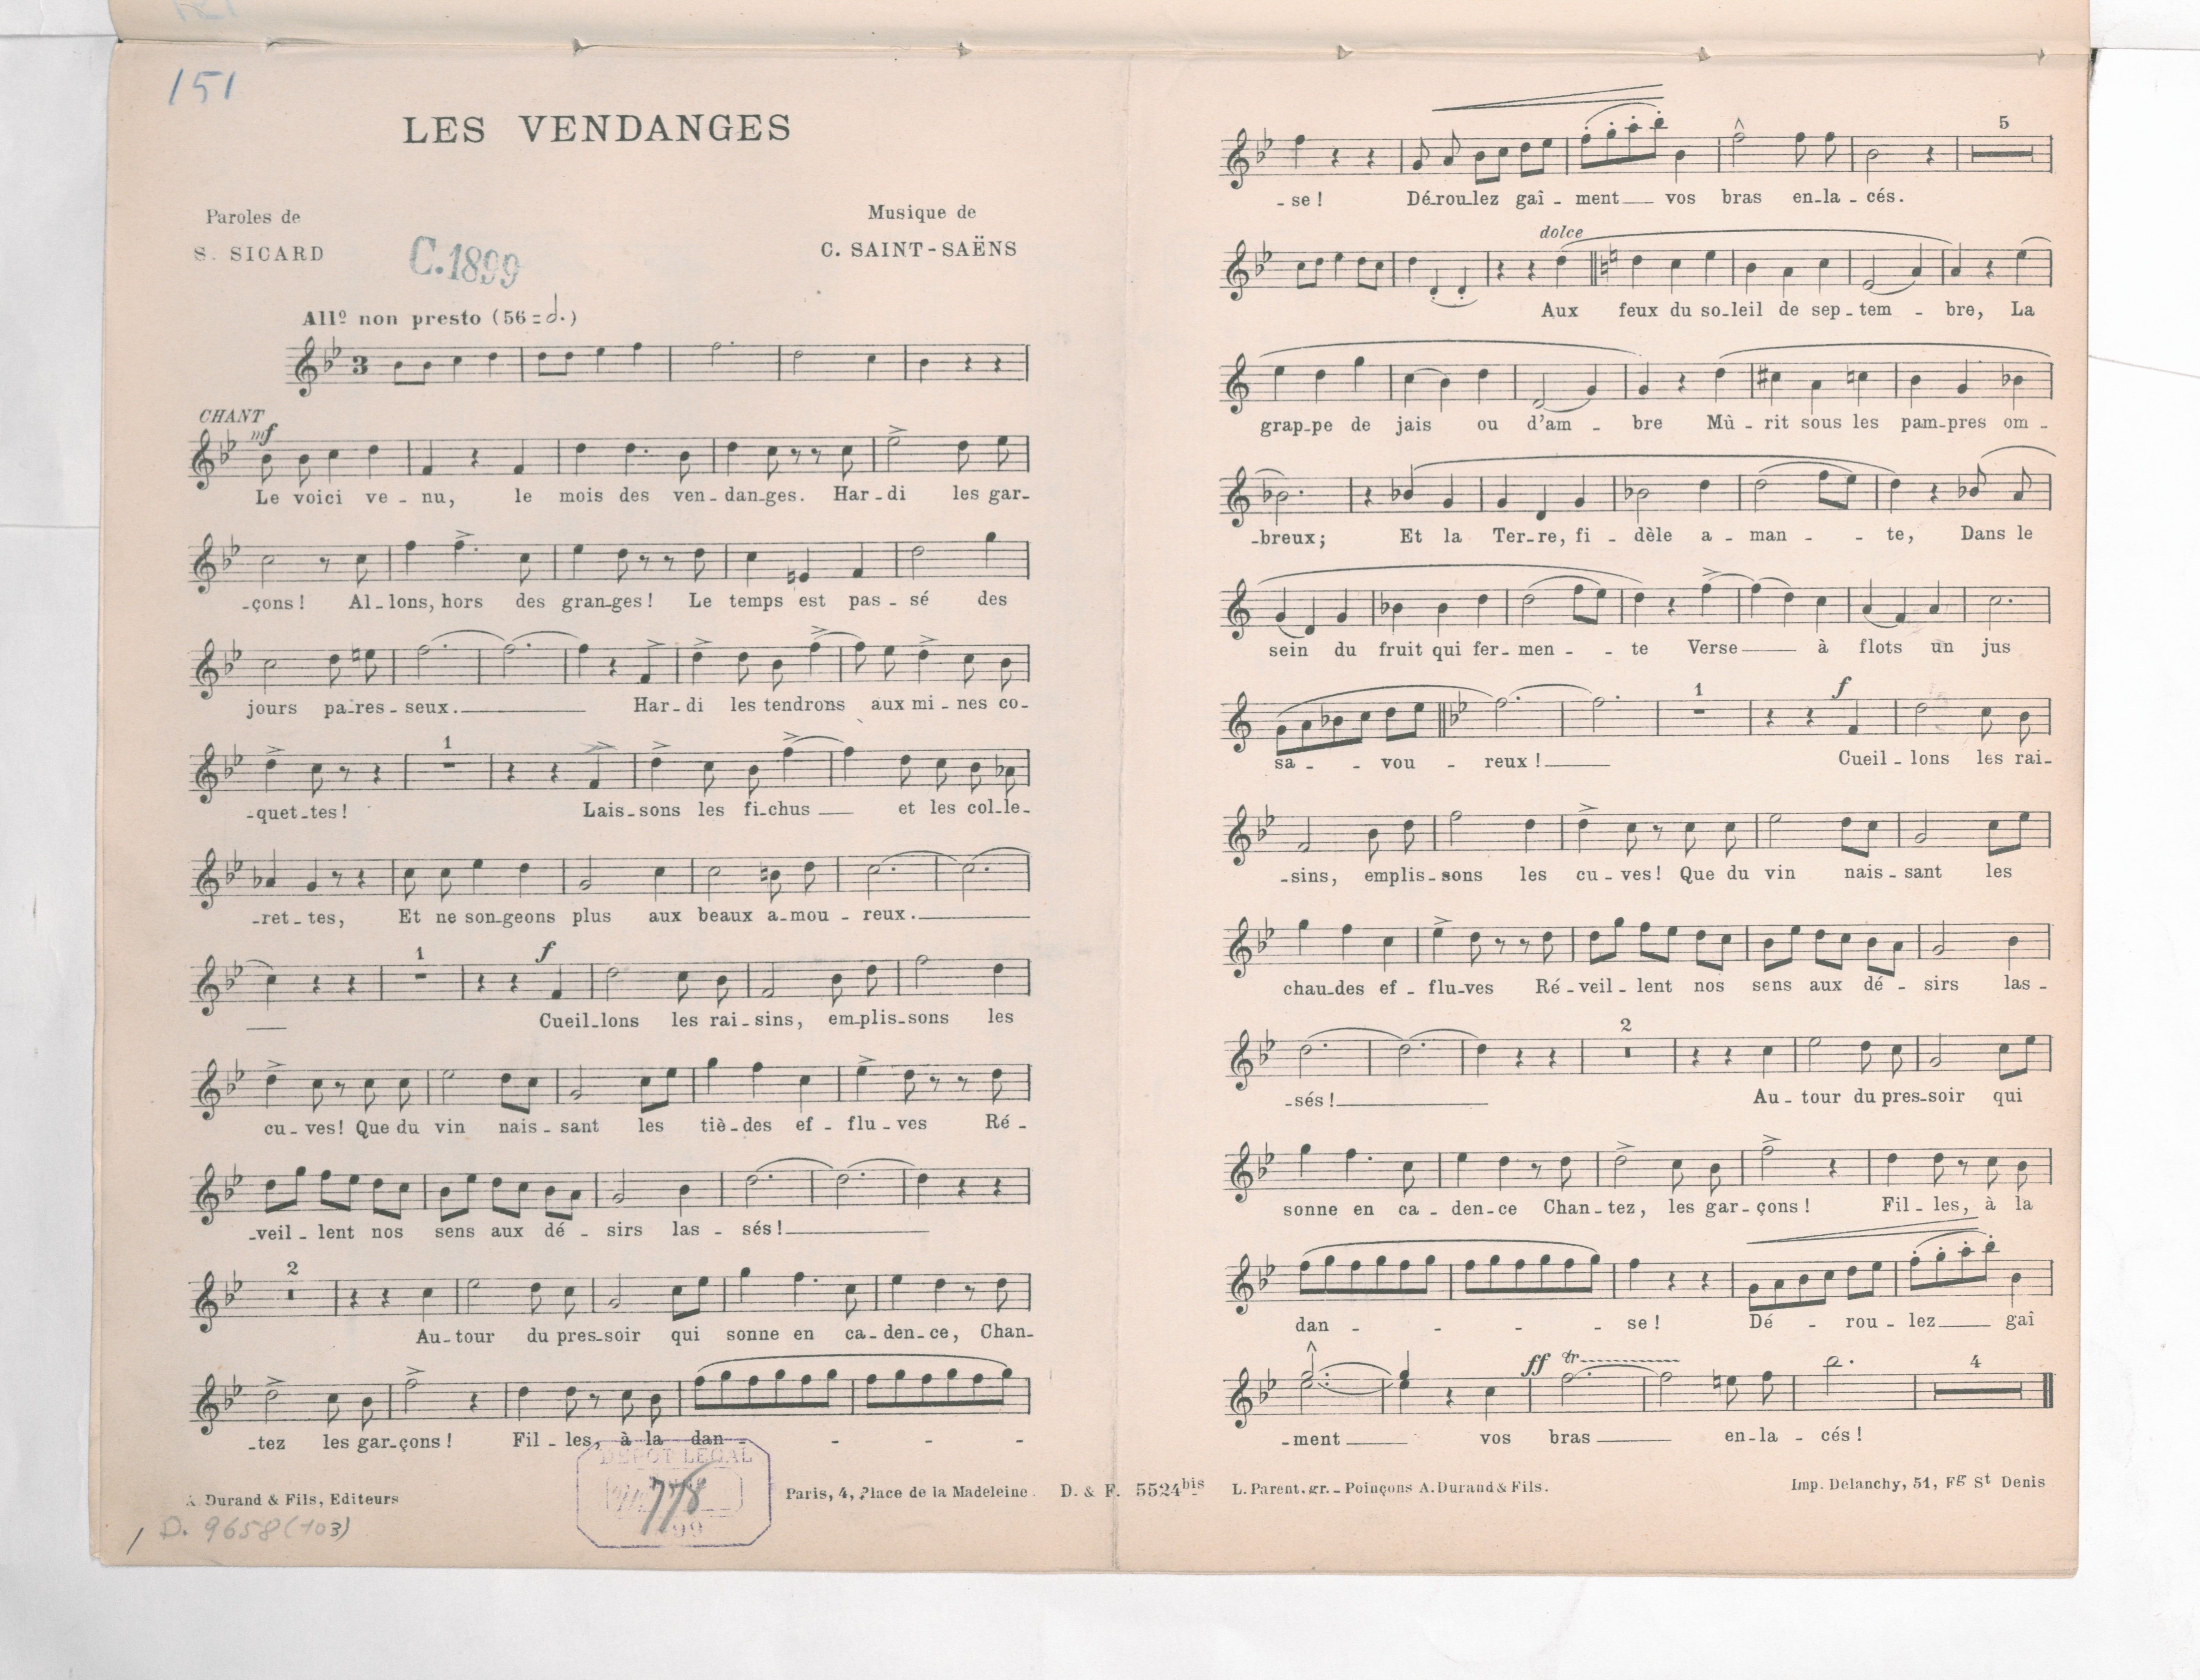 151
LES VENDANGES
Paroles de
S. SICARD
C.1899
Musique de
C. SAINT-SAËNS
Allº non presto (56=𝅗𝅥.)
3
CHANT
mf
Le voici ve - nu, le mois des ven - dan-ges. Har - di les gar-
-çons! Al - lons, hors des gran-ges! Le temps est pas - sé des
jours pa-res - seux. Har - di les tendrons aux mi - nes co-
1
-quet-tes! Lais - sons les fi-chus et les col-le-
-ret - tes, Et ne son-geons plus aux beaux a-mou - reux.
1 f
Cueil-lons les rai - sins, em-plis-sons les
cu - ves! Que du vin nais - sant les tiè-des ef - flu - ves Ré -
-veil - lent nos sens aux dé - sirs las - sés!
2
Au - tour du pres-soir qui sonne en ca - den - ce, Chan-
-tez les gar-çons! Fil - les, à la dan - - - -
A. Durand & Fils, Editeurs
DÉPOT LEGAL
778
99
Paris, 4, Place de la Madeleine.
D. & F. 5524bis
D. 9658(103)
5
- se! Dé-rou-lez gaî - ment vos bras en-la - cés.
dolce
Aux feux du so-leil de sep - tem - bre, La
grap-pe de jais ou d'am - bre Mû - rit sous les pam-pres om -
-breux; Et la Ter-re, fi - dèle a - man - - te, Dans le
sein du fruit qui fer - men - - te Verse à flots un jus
1 f
sa - - vou - reux! Cueil - lons les rai-
-sins, emplis-sons les cu - ves! Que du vin nais - sant les
chau-des ef - flu-ves Ré - veil - lent nos sens aux dé - sirs las -
2
-sés! Au - tour du pres-soir qui
sonne en ca - den-ce Chan - tez, les gar - çons! Fil - les, à la
dan - - - - - se! Dé - rou - lez gaî
ff tr 4
-ment vos bras en-la - cés!
L. Parent. gr. - Poinçons A. Durand & Fils.
Imp. Delanchy, 51, Fg St Denis